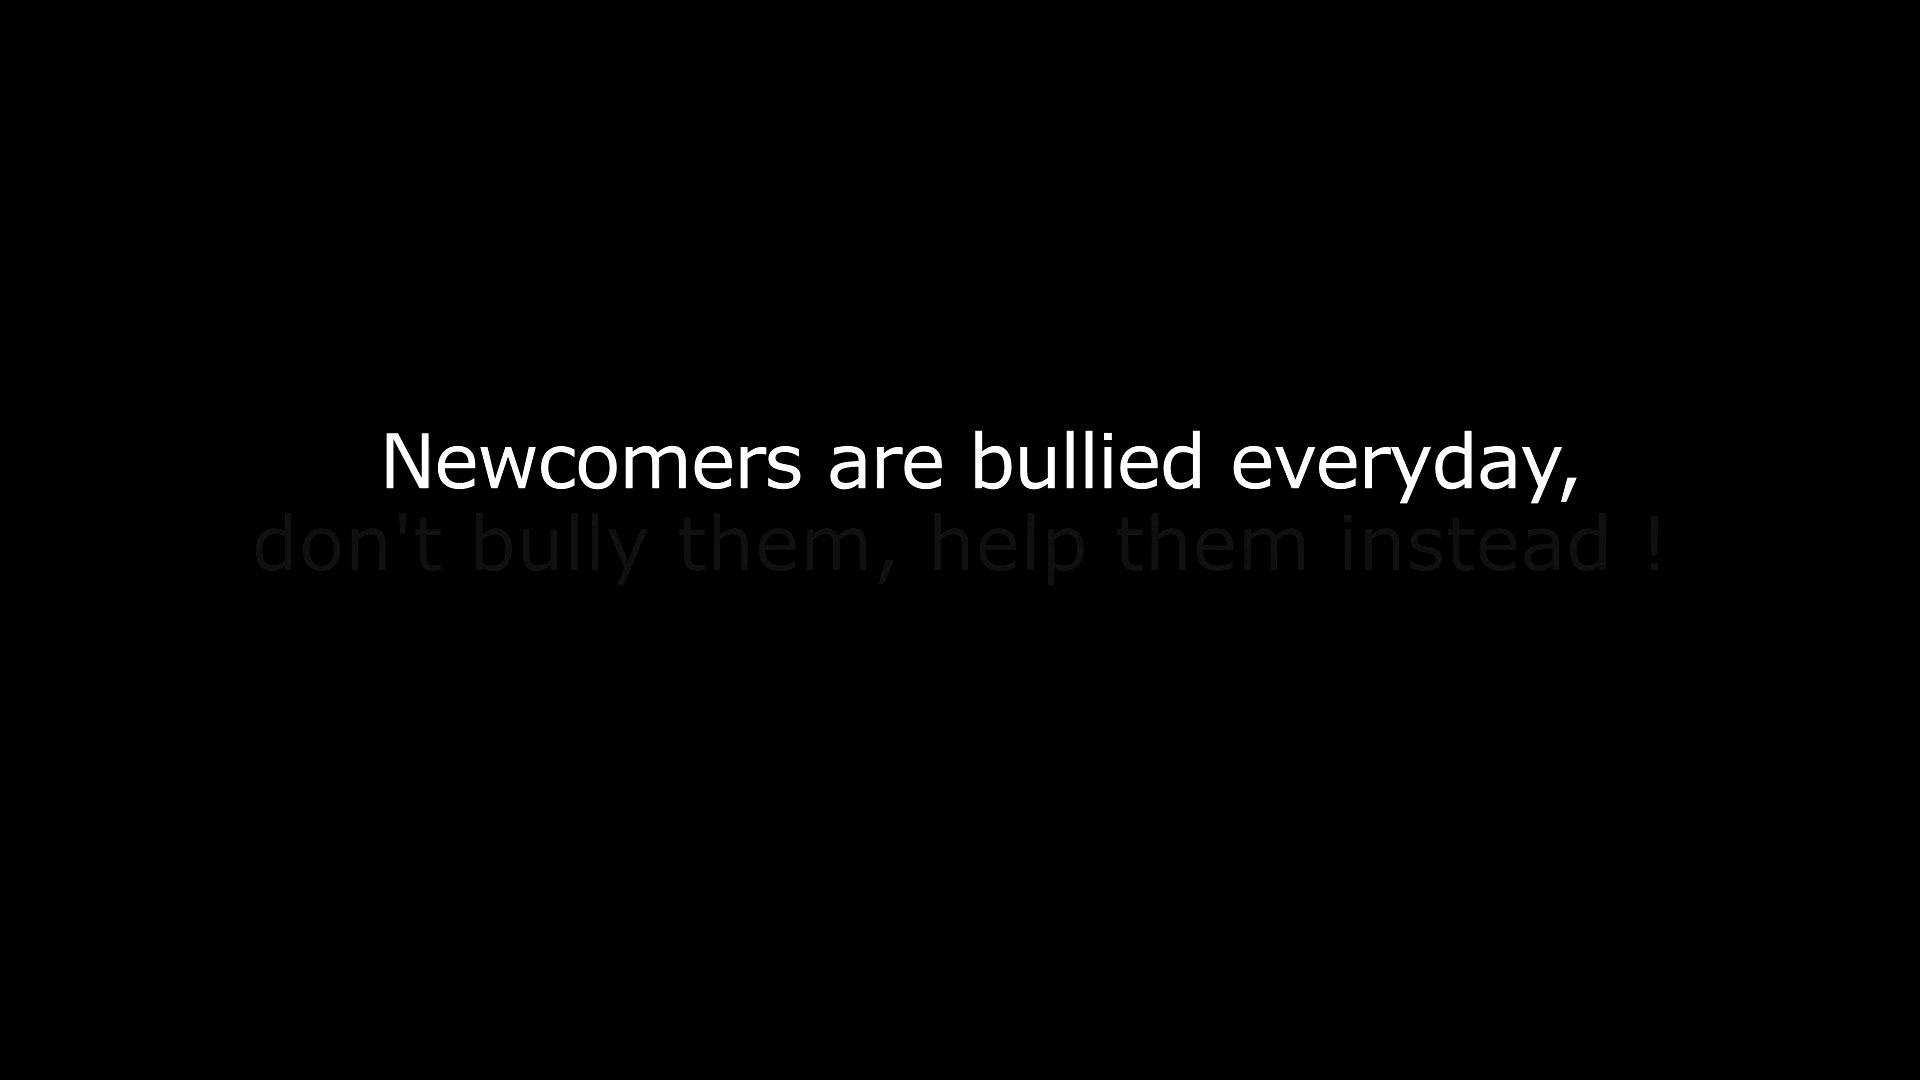 Newcomers are bullied everyday,
don't bully them, help them instead !